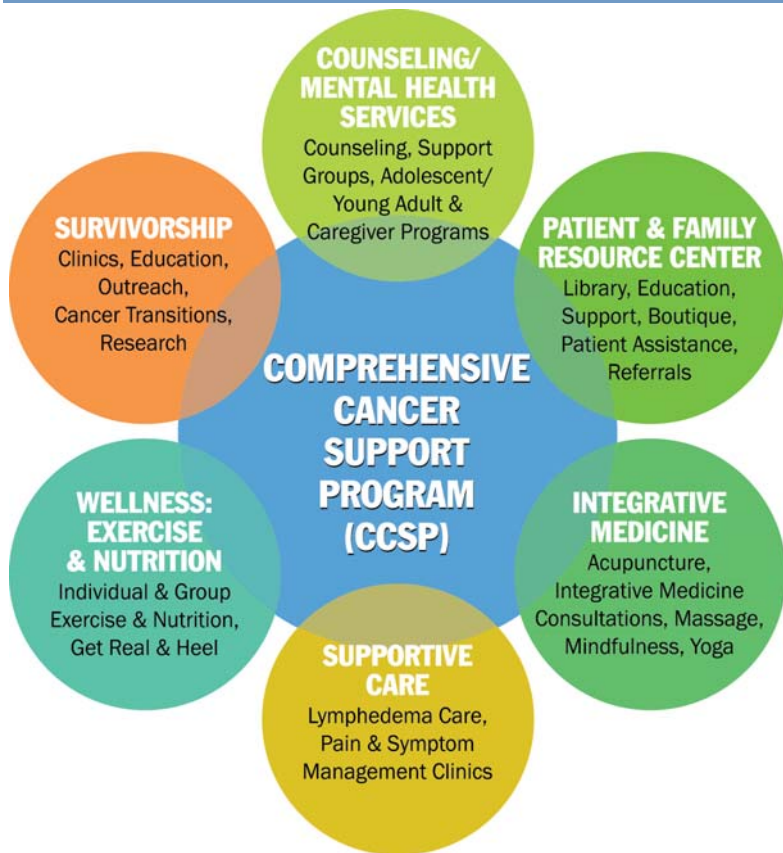 COUNSELING/
MENTAL HEALTH
SERVICES
Counseling, Support
Groups, Adolescent/
Young Adult &
Caregiver Programs
SURVIVORSHIP
Clinics, Education,
Outreach,
Cancer Transitions,
Research
PATIENT & FAMILY
RESOURCE CENTER
Library, Education,
Support, Boutique,
Patient Assistance,
Referrals
COMPREHENSIVE
CANCER
SUPPORT
PROGRAM
(CCSP)
WELLNESS:
EXERCISE
& NUTRITION
Individual & Group
Exercise & Nutrition,
Get Real & Heel
INTEGRATIVE
MEDICINE
Acupuncture,
Integrative Medicine
Consultations, Massage,
Mindfulness, Yoga
SUPPORTIVE
CARE
Lymphedema Care,
Pain & Symptom
Management Clinics